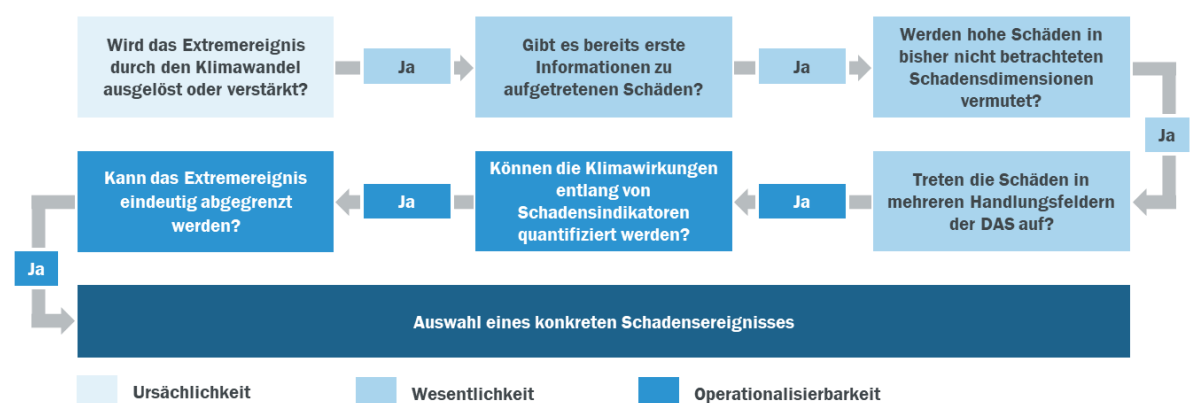 Wird das Extremereignis
durch den Klimawandel
ausgelöst oder verstärkt?
Ja
Gibt es bereits erste
Informationen zu
aufgetretenen Schäden?
Ja
Werden hohe Schäden in
bisher nicht betrachteten
Schadensdimensionen
vermutet?
Ja
Treten die Schäden in
mehreren Handlungsfeldern
der DAS auf?
Ja
Können die Klimawirkungen
entlang von
Schadensindikatoren
quantifiziert werden?
Ja
Kann das Extremereignis
eindeutig abgegrenzt
werden?
Ja
Auswahl eines konkreten Schadensereignisses
Ursächlichkeit
Wesentlichkeit
Operationalisierbarkeit